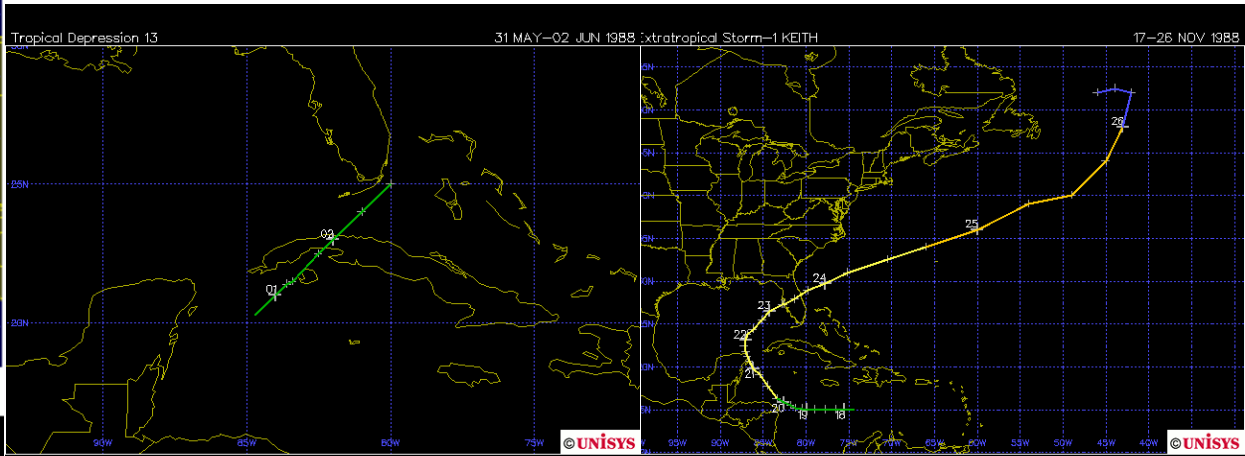 Tropical Depression 13
31 MAY-02 JUN 1988
25N
20N
90W
85W
80W
75W
01
02
©UNISYS
xtratropical Storm-1 KEITH
17-26 NOV 1988
95W 90W 85W 80W 75W 70W 65W 60W 55W 50W 45W 40W
26
25
24
23
22
21
20
19
18
©UNISYS